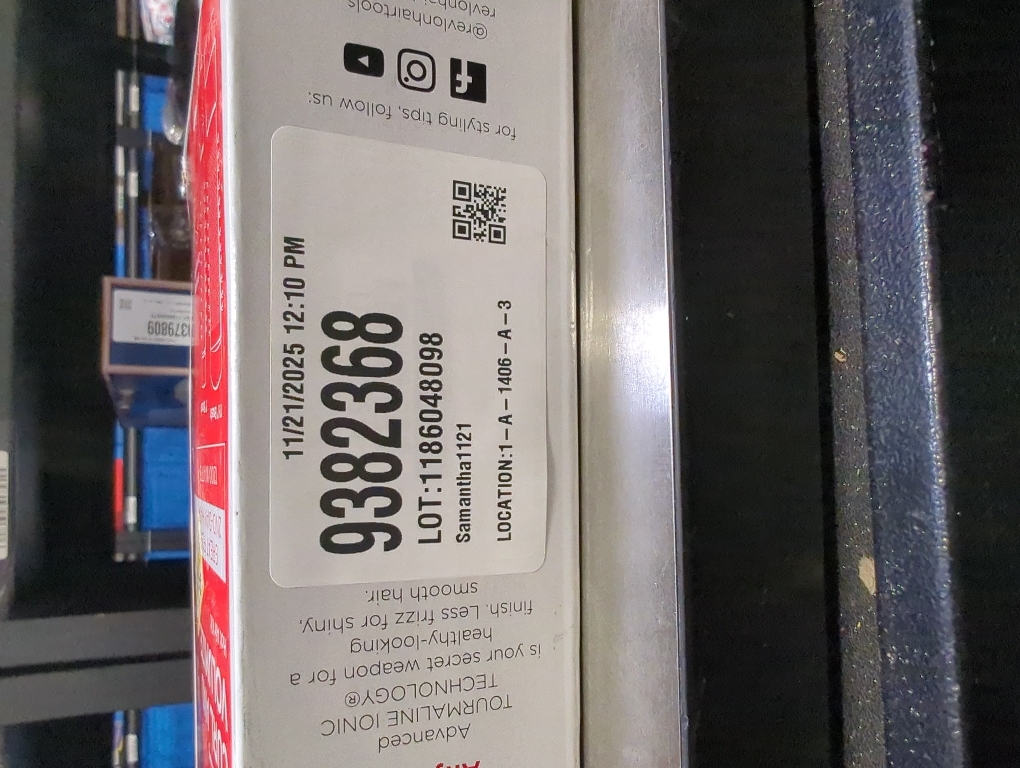 11/21/2025 12:10 PM
9382368
LOT:1186048098
Samantha1121
LOCATION:1-A-1406-A-3
Advanced
TOURMALINE IONIC
TECHNOLOGY®
is your secret weapon for a
healthy-looking
finish. Less frizz for shiny,
smooth hair.
for styling tips, follow us:
@revlonhairtools